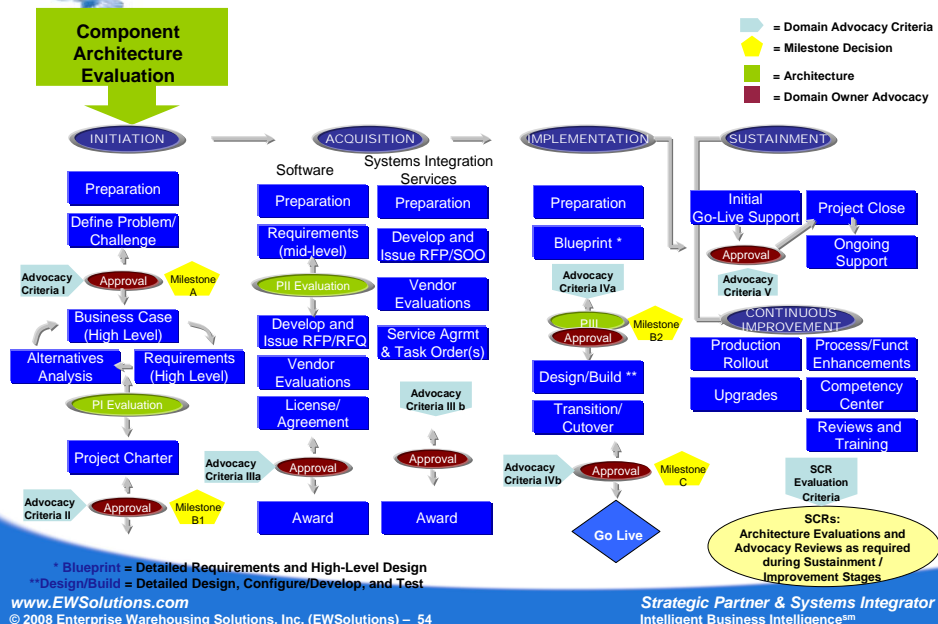 Component
Architecture
Evaluation
= Domain Advocacy Criteria
= Milestone Decision
= Architecture
= Domain Owner Advocacy
INITIATION
ACQUISITION
IMPLEMENTATION
SUSTAINMENT
Preparation
Define Problem/
Challenge
Advocacy
Criteria I
Approval
Milestone
A
Business Case
(High Level)
Alternatives
Analysis
Requirements
(High Level)
PI Evaluation
Project Charter
Advocacy
Criteria II
Approval
Milestone
B1
Software
Preparation
Requirements
(mid-level)
PII Evaluation
Develop and
Issue RFP/RFQ
Vendor
Evaluations
License/
Agreement
Advocacy
Criteria IIIa
Approval
Award
Systems Integration
Services
Preparation
Develop and
Issue RFP/SOO
Vendor
Evaluations
Service Agrmt
& Task Order(s)
Advocacy
Criteria III b
Approval
Award
Preparation
Blueprint *
Advocacy
Criteria IVa
PIII
Approval
Milestone
B2
Design/Build **
Transition/
Cutover
Advocacy
Criteria IVb
Approval
Milestone
C
Go Live
Initial
Go-Live Support
Project Close
Approval
Ongoing
Support
Advocacy
Criteria V
CONTINUOUS
IMPROVEMENT
Production
Rollout
Process/Funct
Enhancements
Upgrades
Competency
Center
Reviews and
Training
SCR
Evaluation
Criteria
SCRs:
Architecture Evaluations and
Advocacy Reviews as required
during Sustainment /
Improvement Stages
* Blueprint = Detailed Requirements and High-Level Design
**Design/Build = Detailed Design, Configure/Develop, and Test
www.EWSolutions.com
© 2008 Enterprise Warehousing Solutions, Inc. (EWSolutions) – 54
Strategic Partner & Systems Integrator
Intelligent Business Intelligence℠